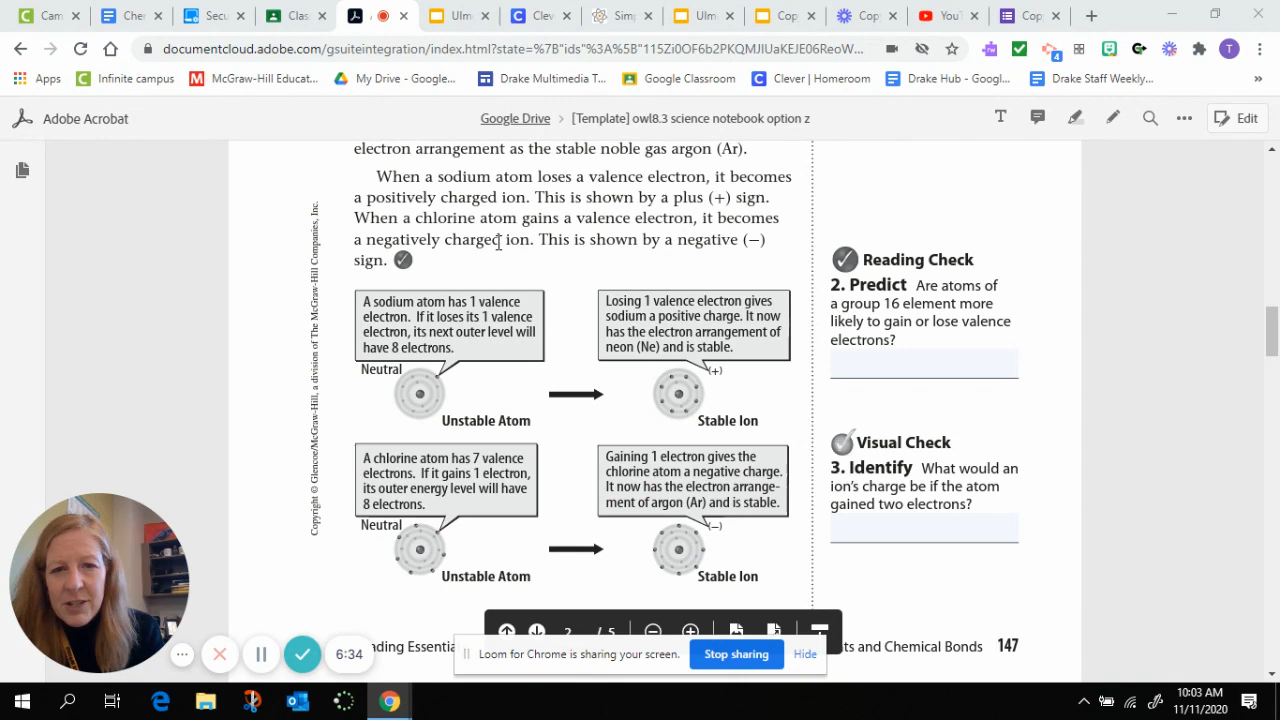 Cam
Cher
Secu
Class
Ulm
Clev
Simp
Ulm
Cop
Cop
YouT
Cop
documentcloud.adobe.com/gsuiteintegration/index.html?state=%7B"ids"%3A%5B"115Zi0OF6b2PKQMJIUaKEJE06ReoW...
T
4
Apps
Infinite campus
McGraw-Hill Educat...
My Drive - Google...
Drake Multimedia T...
Google Classroom
Clever | Homeroom
Drake Hub - Googl...
Drake Staff Weekly...
»
Adobe Acrobat
Google Drive > [Template] owl8.3 science notebook option z
Edit
electron arrangement as the stable noble gas argon (Ar).
When a sodium atom loses a valence electron, it becomes
a positively charged ion. This is shown by a plus (+) sign.
When a chlorine atom gains a valence electron, it becomes
a negatively charged ion. This is shown by a negative (−)
sign.
Copyright © Glencoe/McGraw-Hill, a division of The McGraw-Hill Companies, Inc.
A sodium atom has 1 valence
electron. If it loses its 1 valence
electron, its next outer level will
have 8 electrons.
Neutral
Unstable Atom
Losing 1 valence electron gives
sodium a positive charge. It now
has the electron arrangement of
neon (Ne) and is stable.
(+)
Stable Ion
A chlorine atom has 7 valence
electrons. If it gains 1 electron,
its outer energy level will have
8 electrons.
Neutral
Unstable Atom
Gaining 1 electron gives the
chlorine atom a negative charge.
It now has the electron arrange-
ment of argon (Ar) and is stable.
(−)
Stable Ion
Reading Check
2. Predict Are atoms of
a group 16 element more
likely to gain or lose valence
electrons?
Visual Check
3. Identify What would an
ion's charge be if the atom
gained two electrons?
2 / 5
ading Essentia
ts and Chemical Bonds 147
6:34
Loom for Chrome is sharing your screen.
Stop sharing
Hide
10:03 AM
11/11/2020